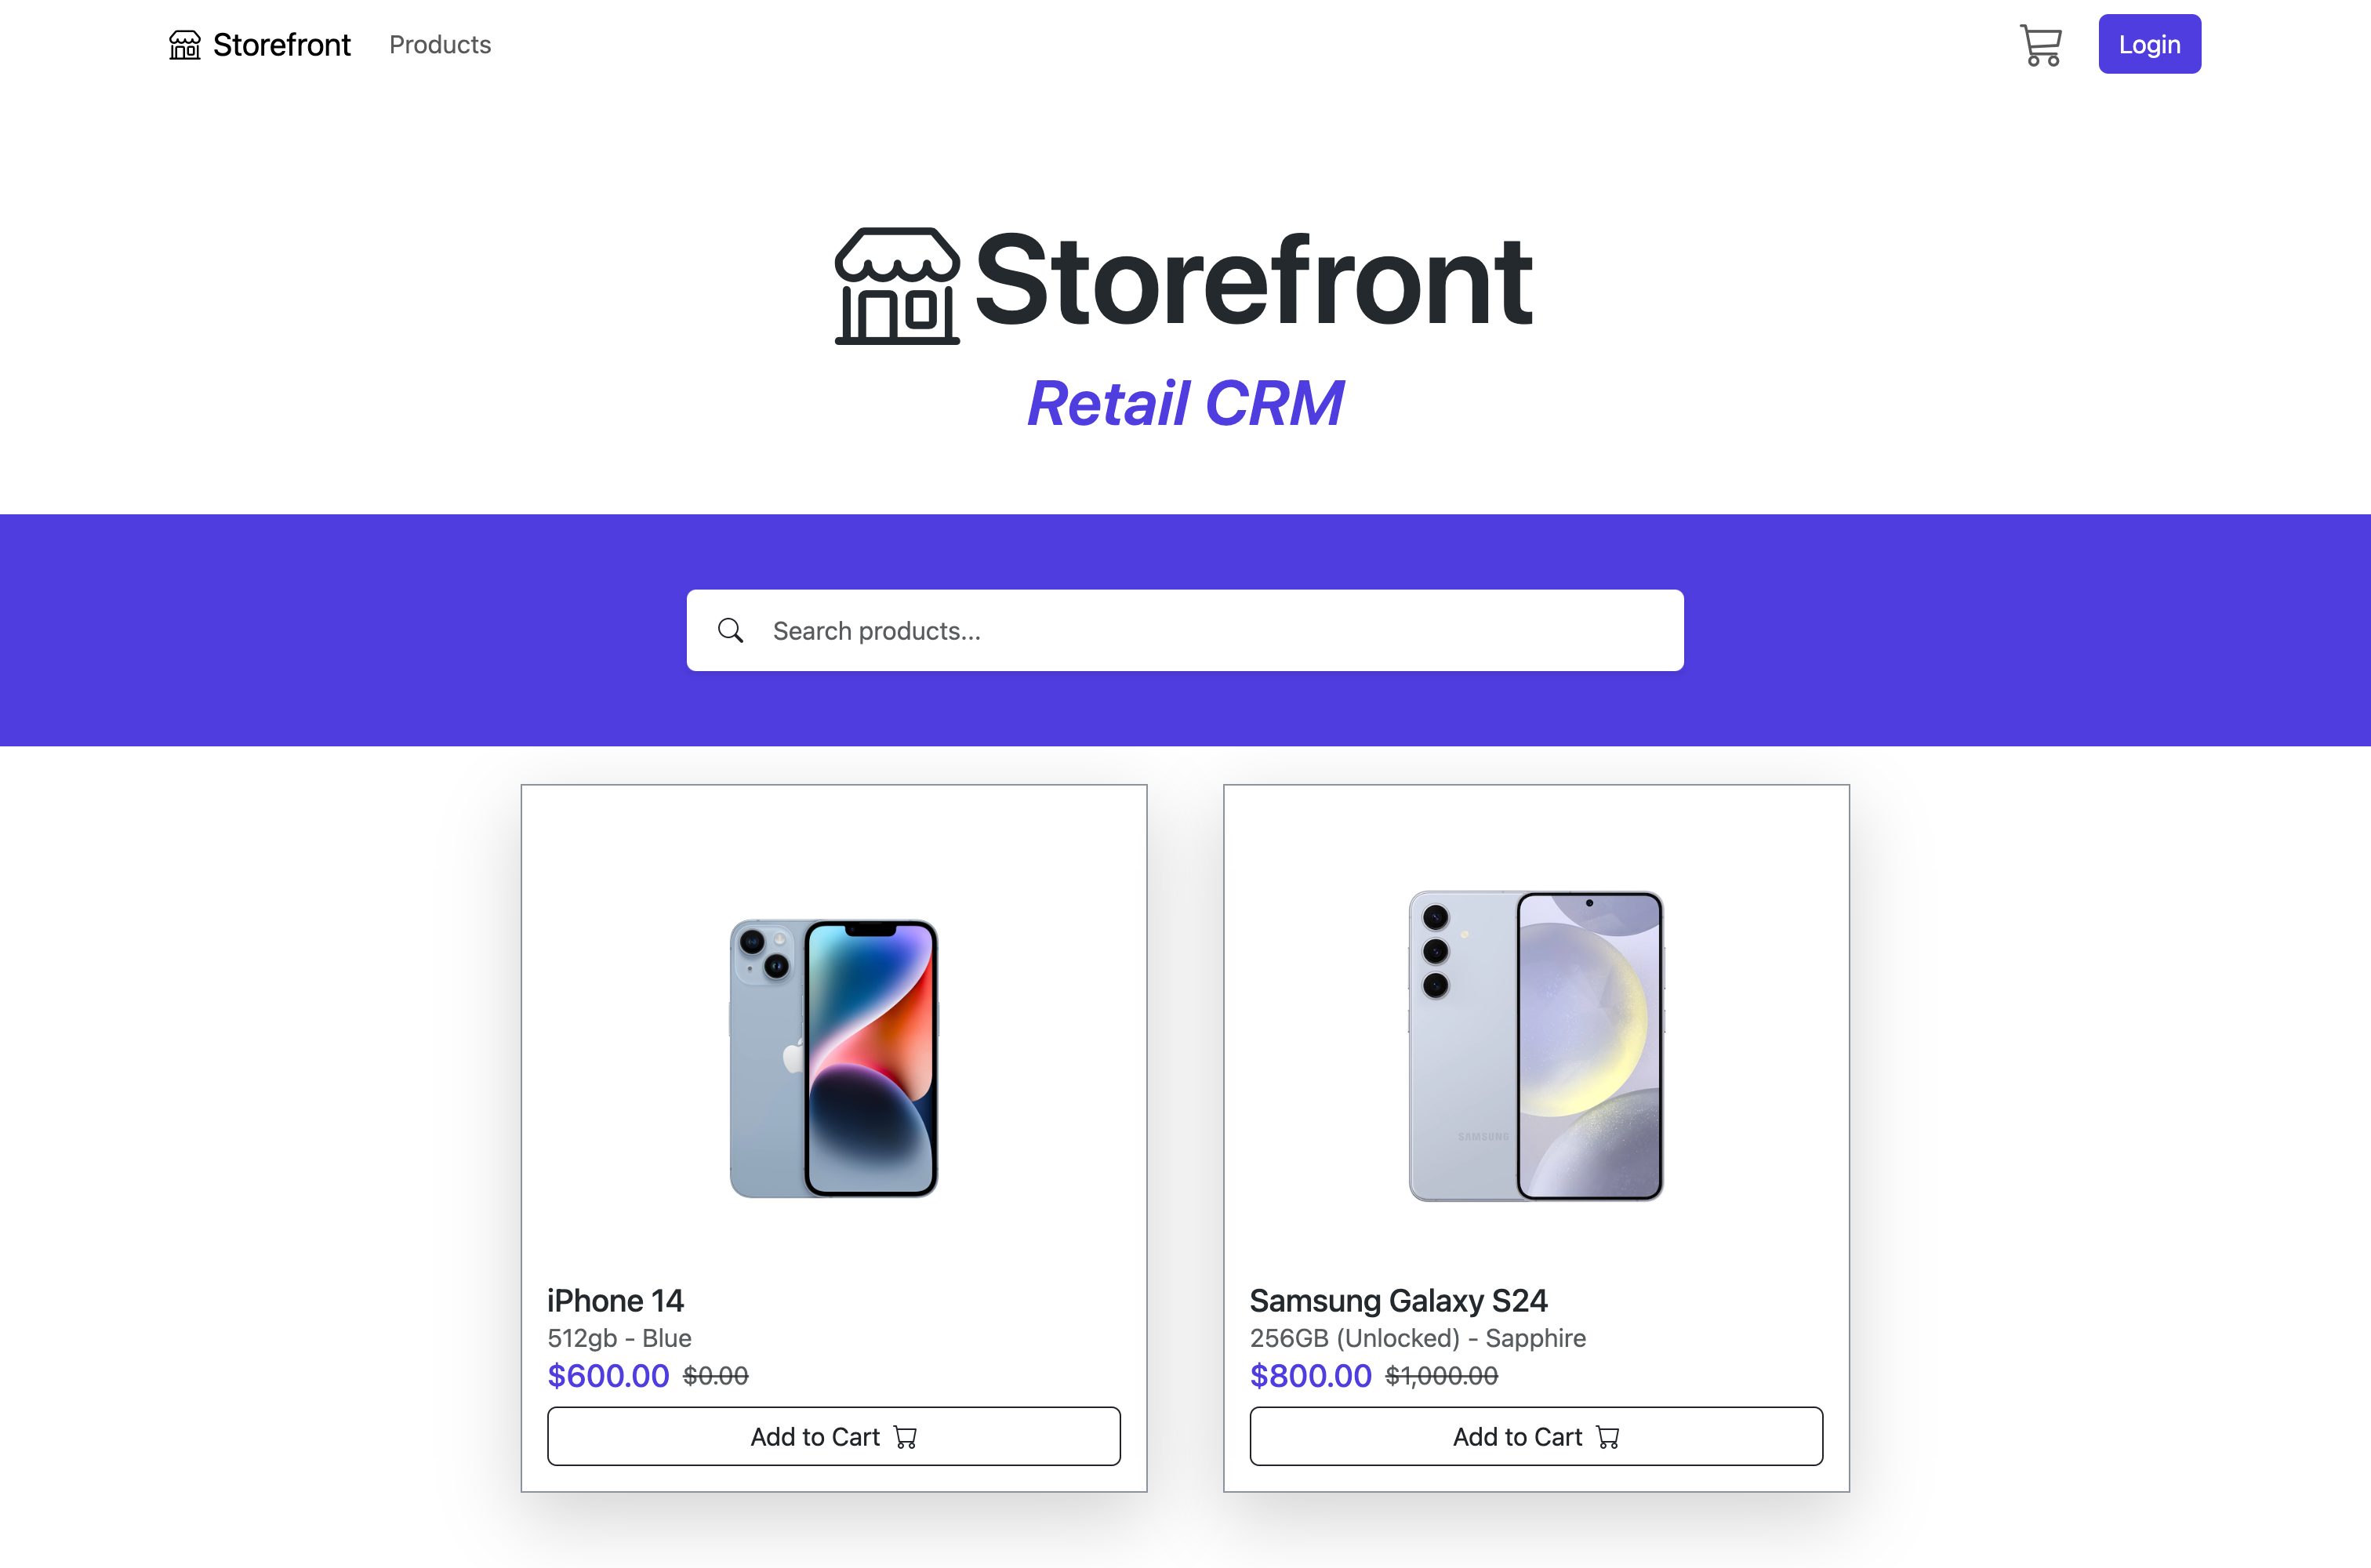 Storefront Products Login
Storefront
Retail CRM
Search products...
iPhone 14
512gb - Blue
$600.00 $0.00
Add to Cart
SAMSUNG
Samsung Galaxy S24
256GB (Unlocked) - Sapphire
$800.00 $1,000.00
Add to Cart